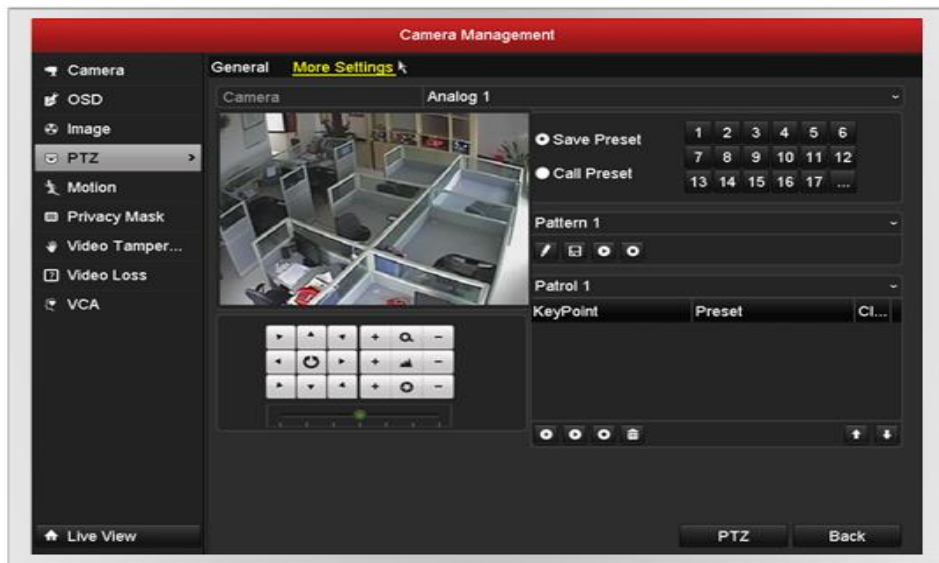 Camera Management
Camera
OSD
Image
PTZ
Motion
Privacy Mask
Video Tamper...
Video Loss
VCA
Live View
General More Settings
Camera Analog 1
Save Preset
Call Preset
1 2 3 4 5 6
7 8 9 10 11 12
13 14 15 16 17 ...
Pattern 1
Patrol 1
KeyPoint Preset Cl...
PTZ Back